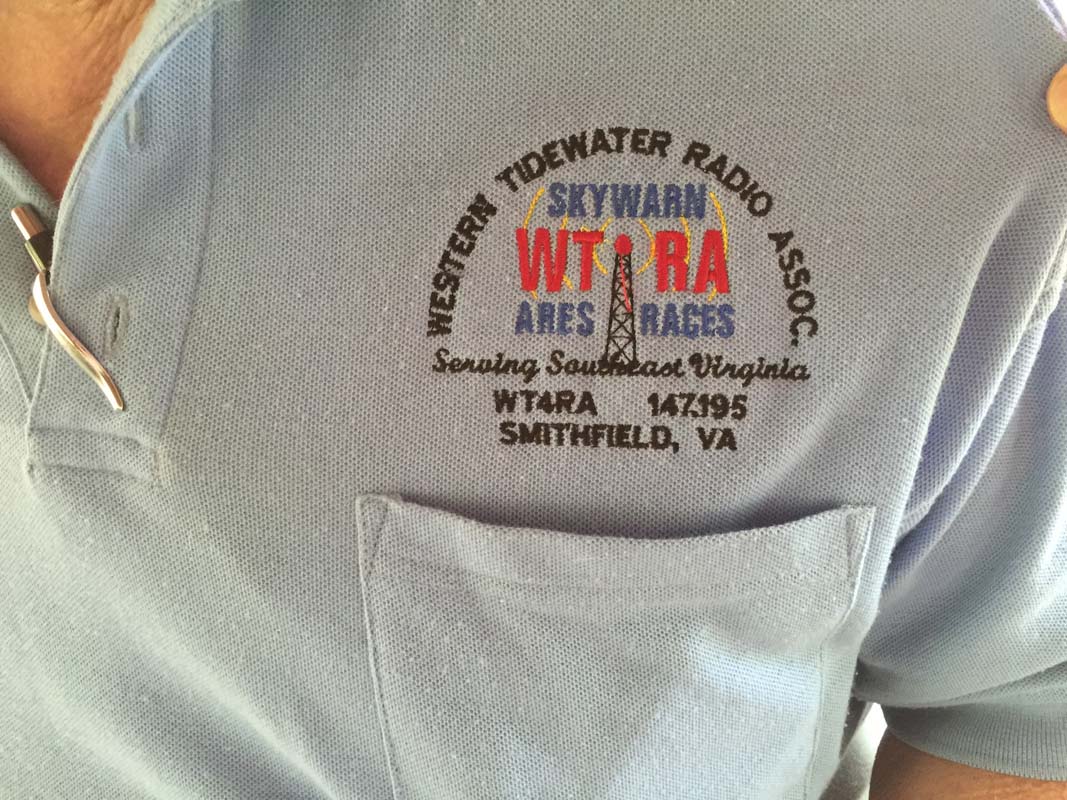 WESTERN TIDEWATER RADIO ASSOC.
SKYWARN
WT RA
ARES RACES
Serving Southeast Virginia
WT4RA 147.195
SMITHFIELD, VA